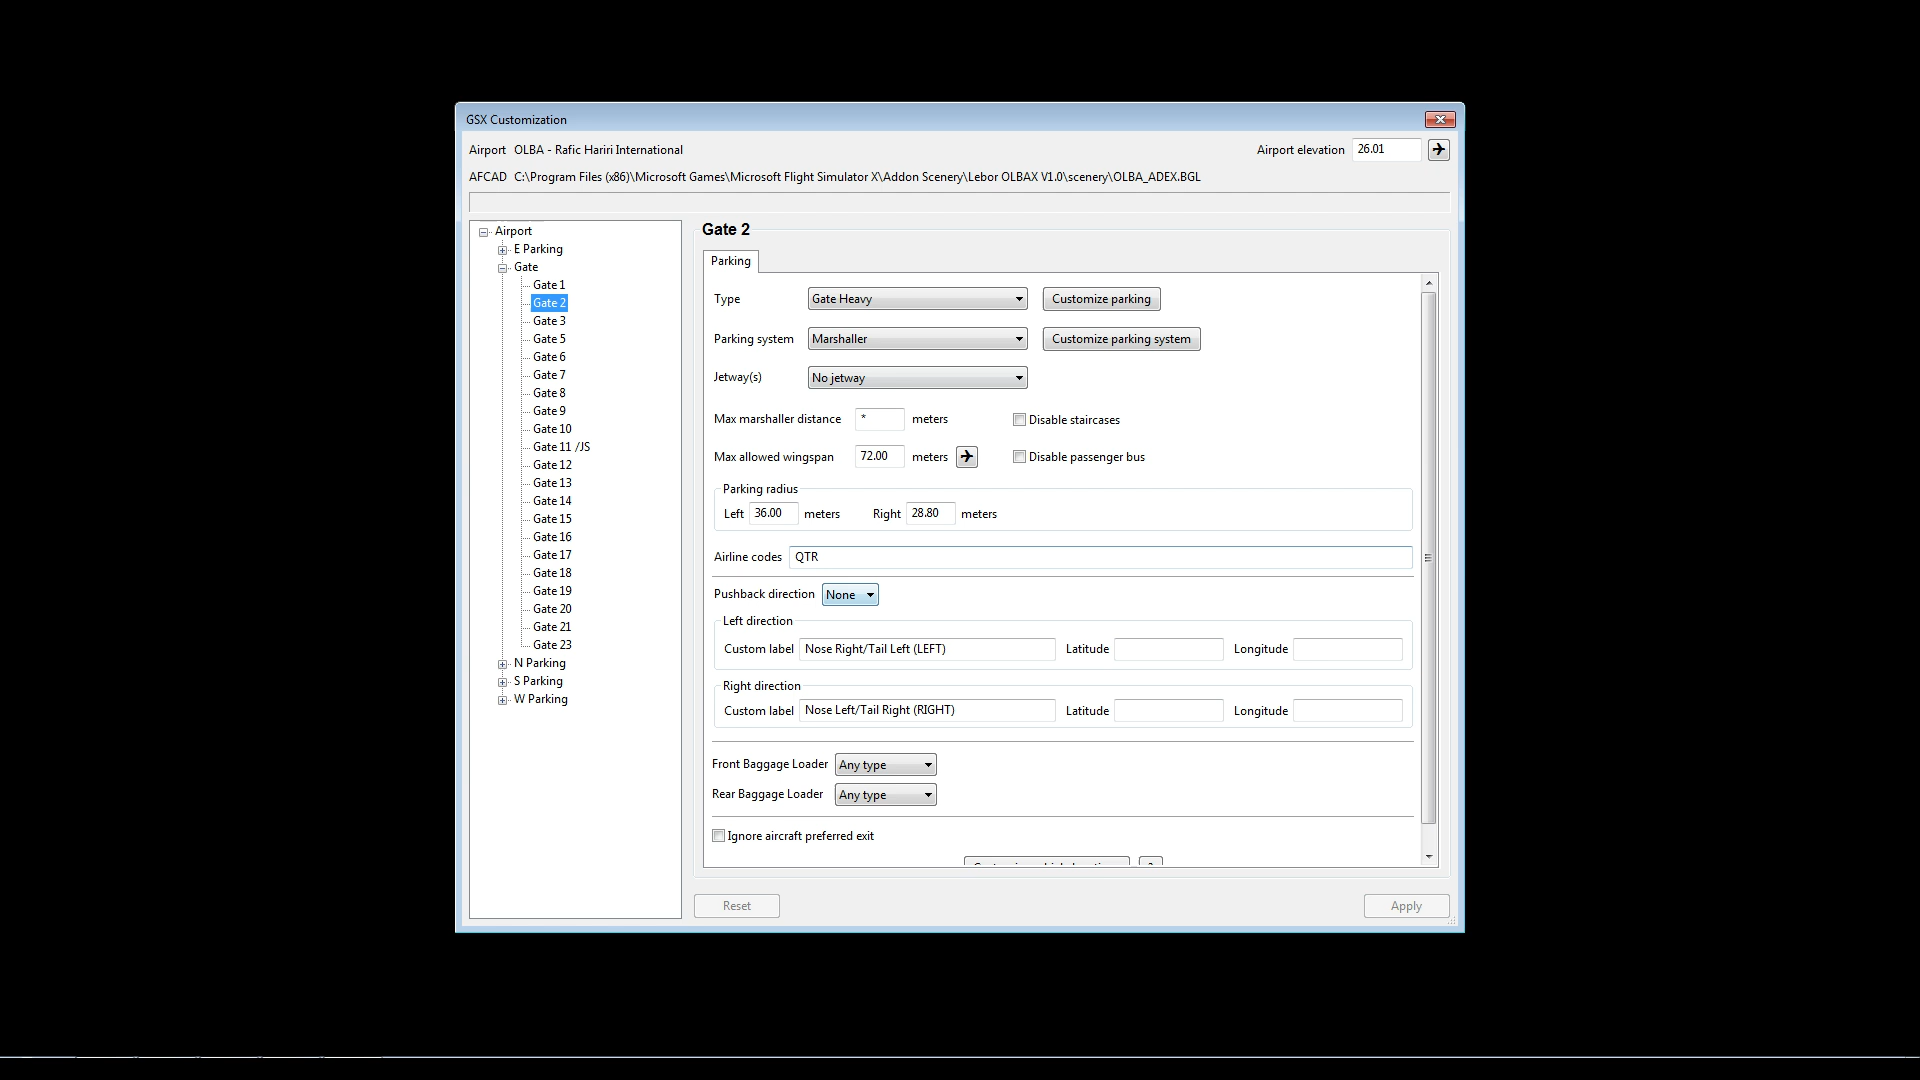 GSX Customization
Airport OLBA - Rafic Hariri International Airport elevation 26.01
AFCAD C:\Program Files (x86)\Microsoft Games\Microsoft Flight Simulator X\Addon Scenery\Lebor OLBAX V1.0\scenery\OLBA_ADEX.BGL
Airport
E Parking
Gate
Gate 1
Gate 2
Gate 3
Gate 5
Gate 6
Gate 7
Gate 8
Gate 9
Gate 10
Gate 11 /JS
Gate 12
Gate 13
Gate 14
Gate 15
Gate 16
Gate 17
Gate 18
Gate 19
Gate 20
Gate 21
Gate 23
N Parking
S Parking
W Parking
Gate 2
Parking
Type Gate Heavy Customize parking
Parking system Marshaller Customize parking system
Jetway(s) No jetway
Max marshaller distance * meters Disable staircases
Max allowed wingspan 72.00 meters Disable passenger bus
Parking radius
Left 36.00 meters Right 28.80 meters
Airline codes QTR
Pushback direction None
Left direction
Custom label Nose Right/Tail Left (LEFT) Latitude Longitude
Right direction
Custom label Nose Left/Tail Right (RIGHT) Latitude Longitude
Front Baggage Loader Any type
Rear Baggage Loader Any type
Ignore aircraft preferred exit
Reset Apply